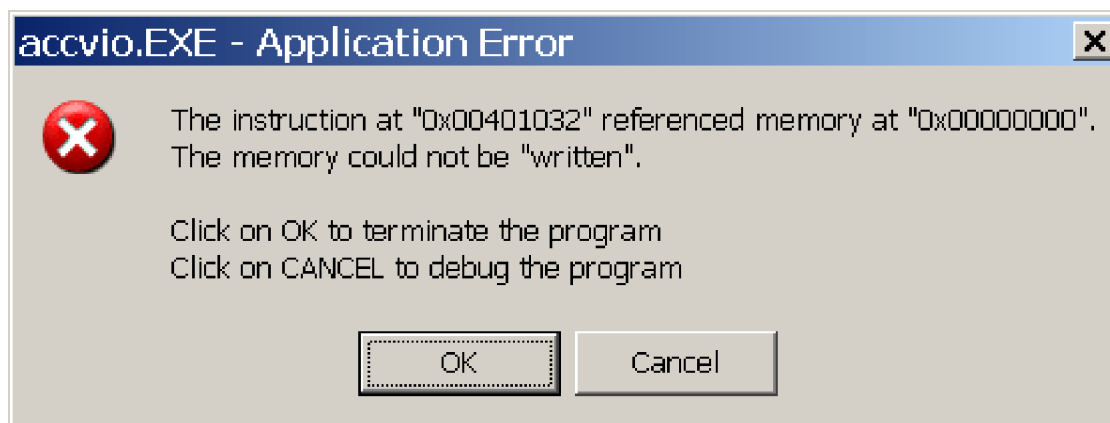 accvio.EXE - Application Error
The instruction at "0x00401032" referenced memory at "0x00000000".
The memory could not be "written".
Click on OK to terminate the program
Click on CANCEL to debug the program
OK
Cancel